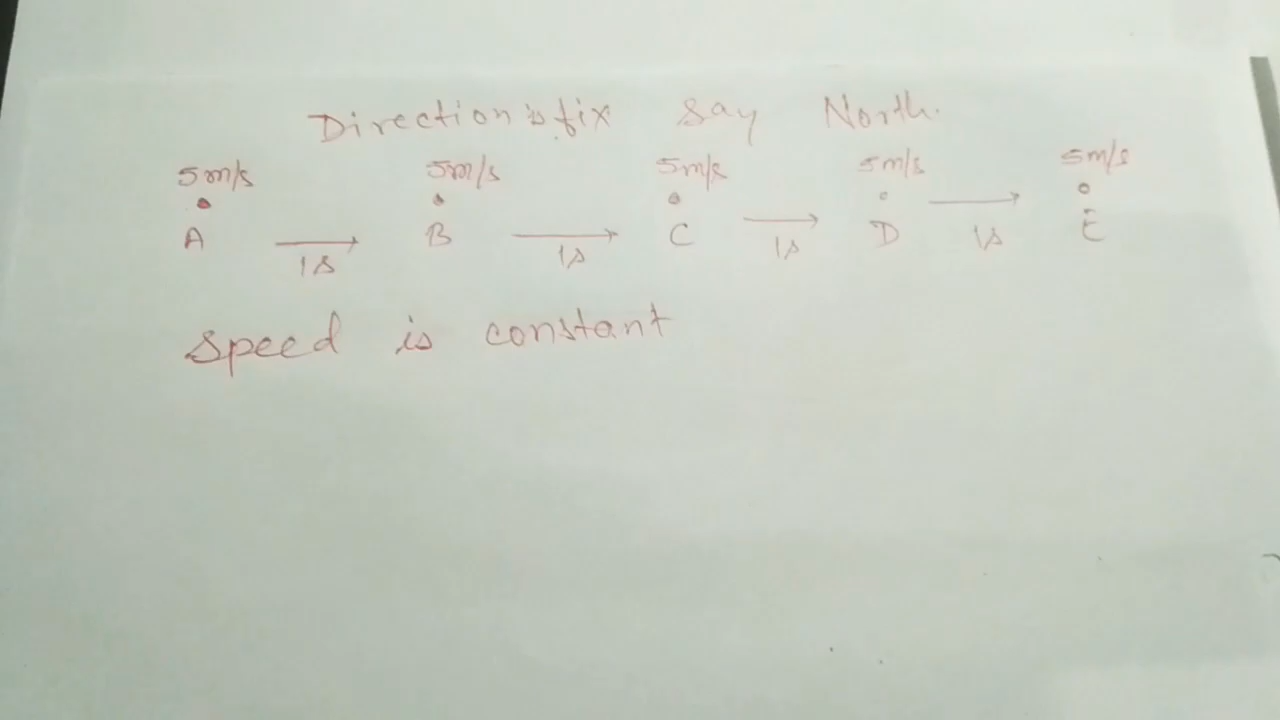 Direction is fix say North.
5m/s 5m/s 5m/s 5m/s 5m/s
A B C D E
1s 1s 1s 1s
Speed is constant